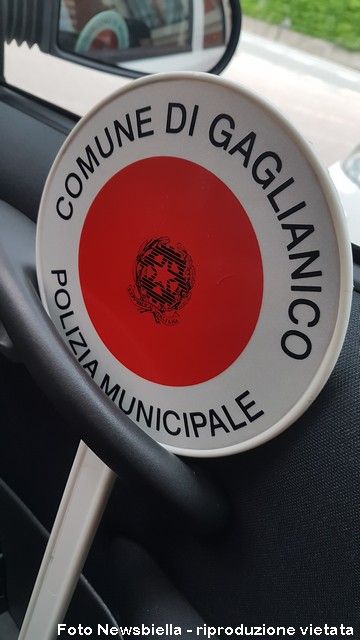 COMUNE DI GAGLIANICO
POLIZIA MUNICIPALE
Foto Newsbiella - riproduzione vietata